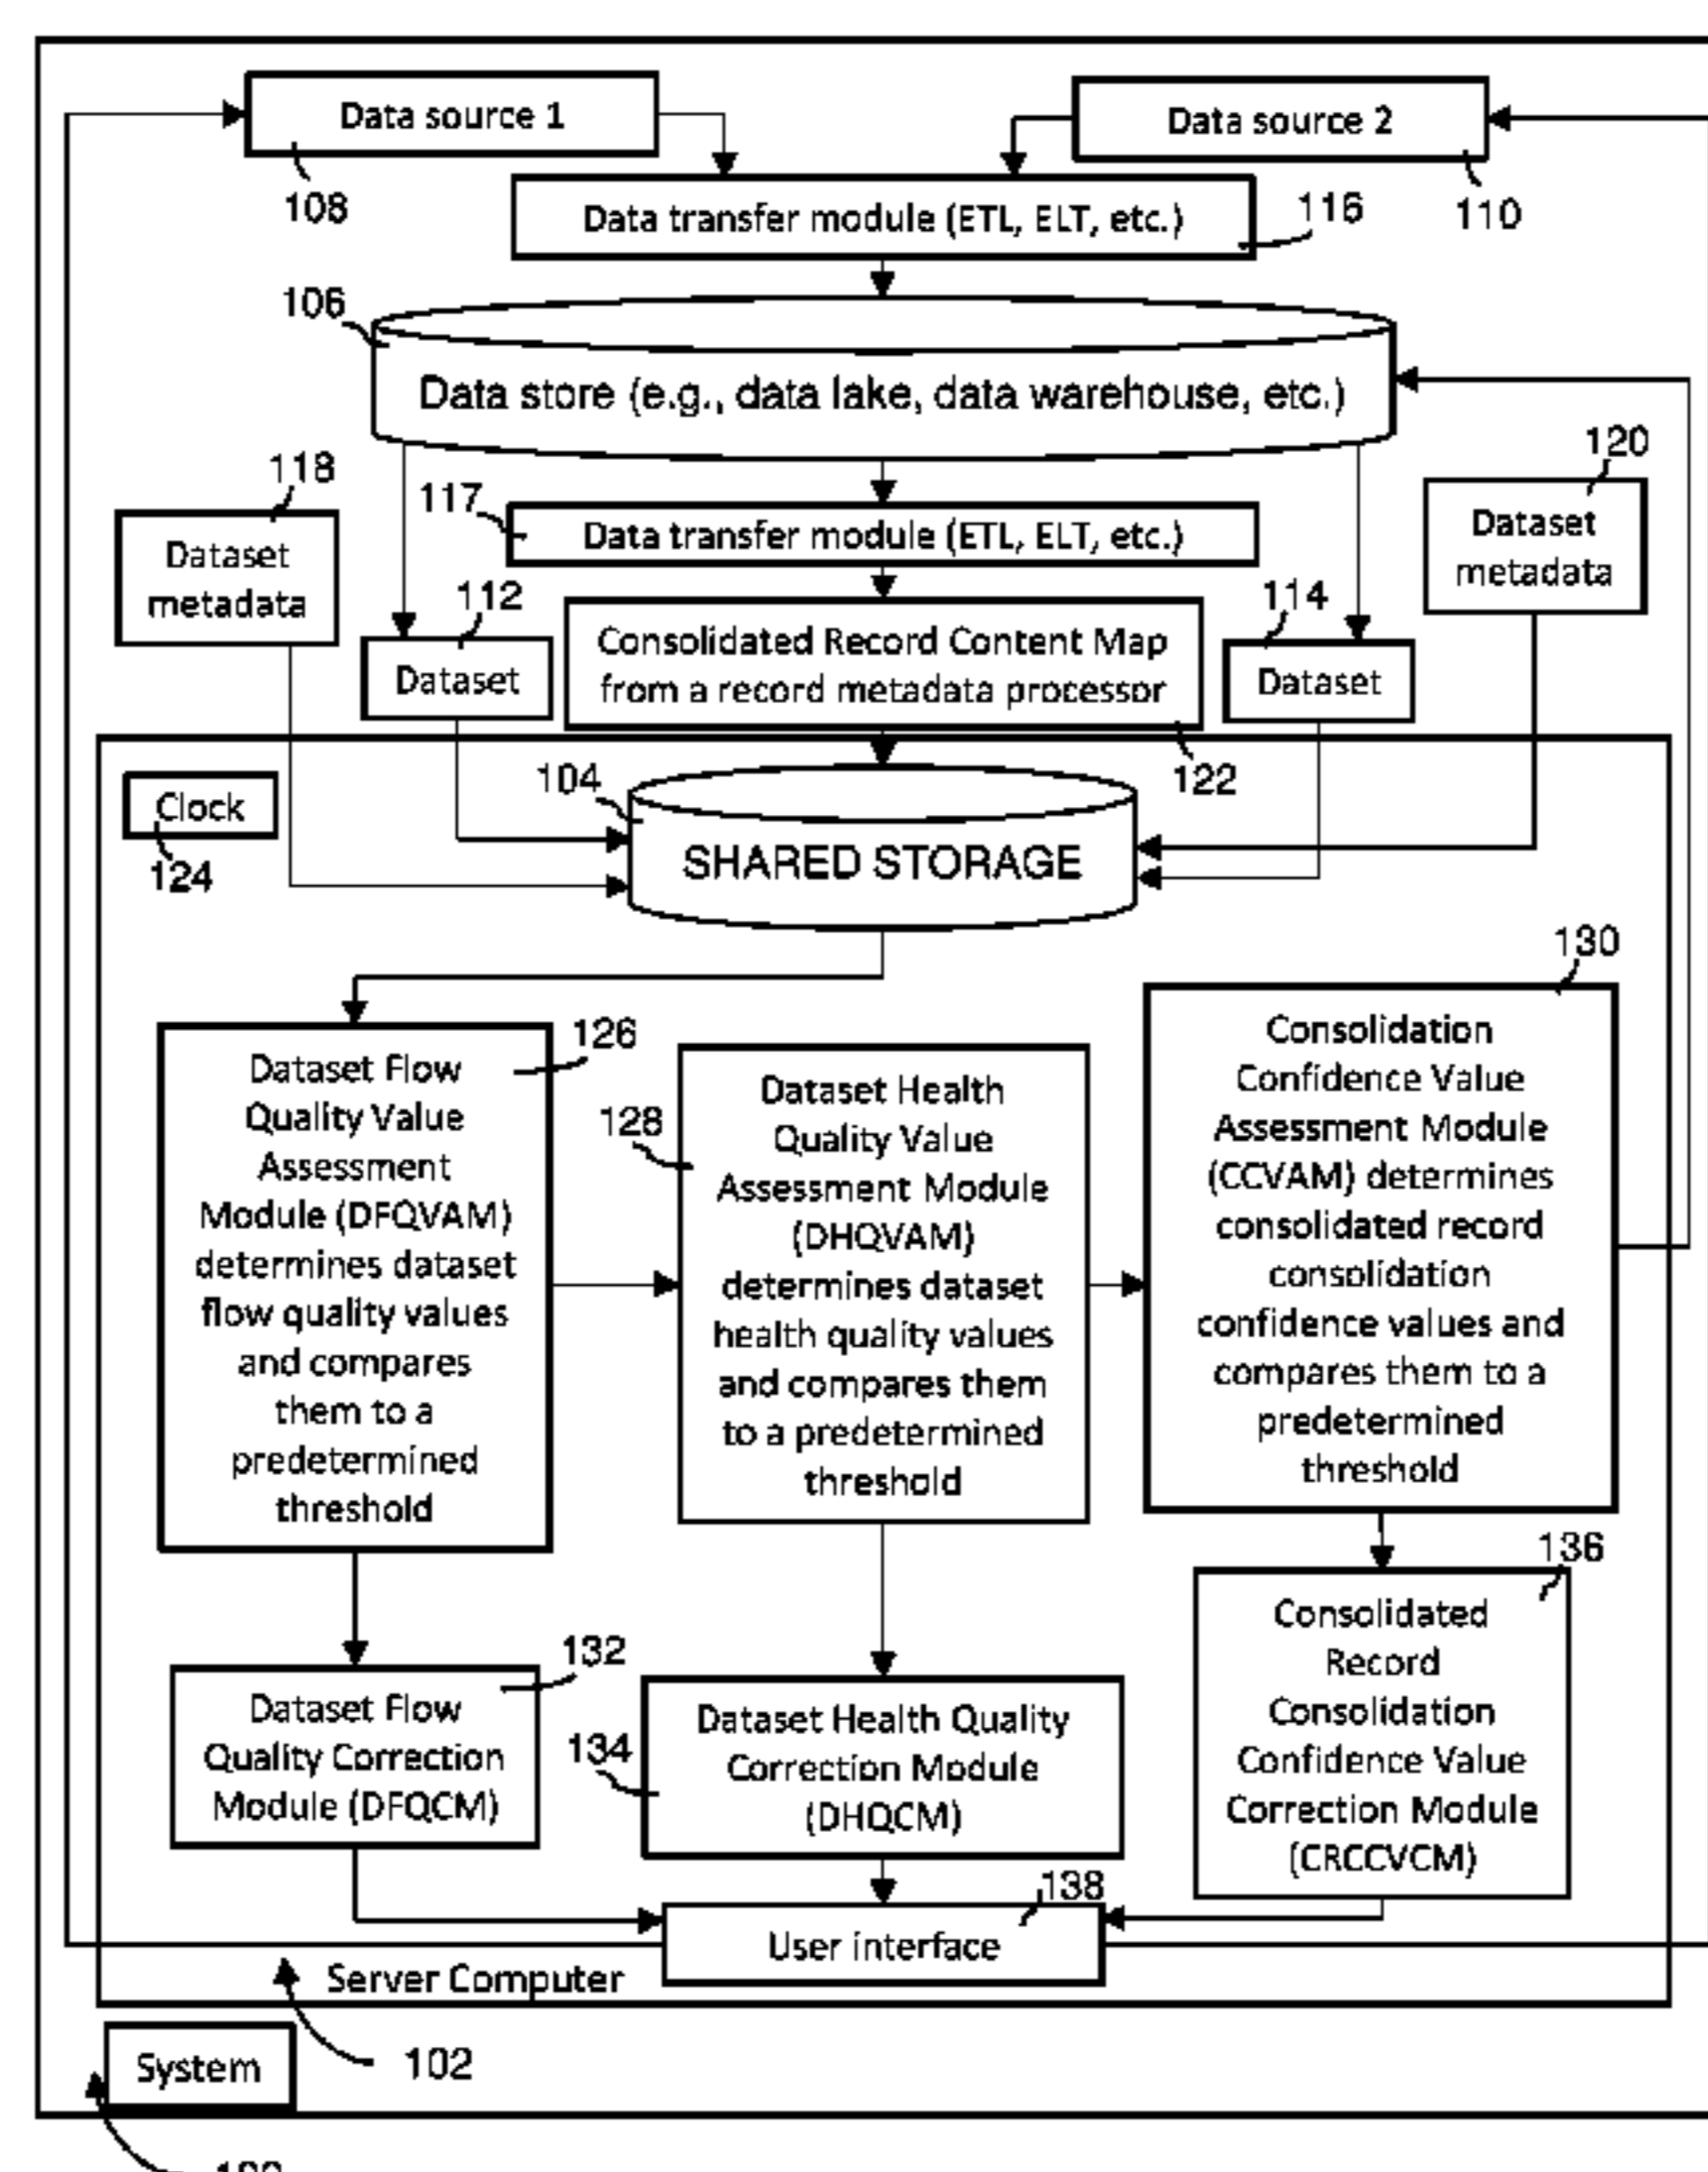 Data source 1
Data source 2
108
110
Data transfer module (ETL, ELT, etc.)
116
106
Data store (e.g., data lake, data warehouse, etc.)
118
120
117
Data transfer module (ETL, ELT, etc.)
Dataset
metadata
Dataset
metadata
112
114
Dataset
Consolidated Record Content Map
from a record metadata processor
Dataset
122
104
Clock
124
SHARED STORAGE
126
Dataset Flow
Quality Value
Assessment
Module (DFQVAM)
determines dataset
flow quality values
and compares
them to a
predetermined
threshold
128
Dataset Health
Quality Value
Assessment Module
(DHQVAM)
determines dataset
health quality values
and compares them
to a predetermined
threshold
130
Consolidation
Confidence Value
Assessment Module
(CCVAM) determines
consolidated record
consolidation
confidence values and
compares them to a
predetermined
threshold
132
Dataset Flow
Quality Correction
Module (DFQCM)
134
Dataset Health Quality
Correction Module
(DHQCM)
136
Consolidated
Record
Consolidation
Confidence Value
Correction Module
(CRCCVCM)
138
User interface
Server Computer
102
System